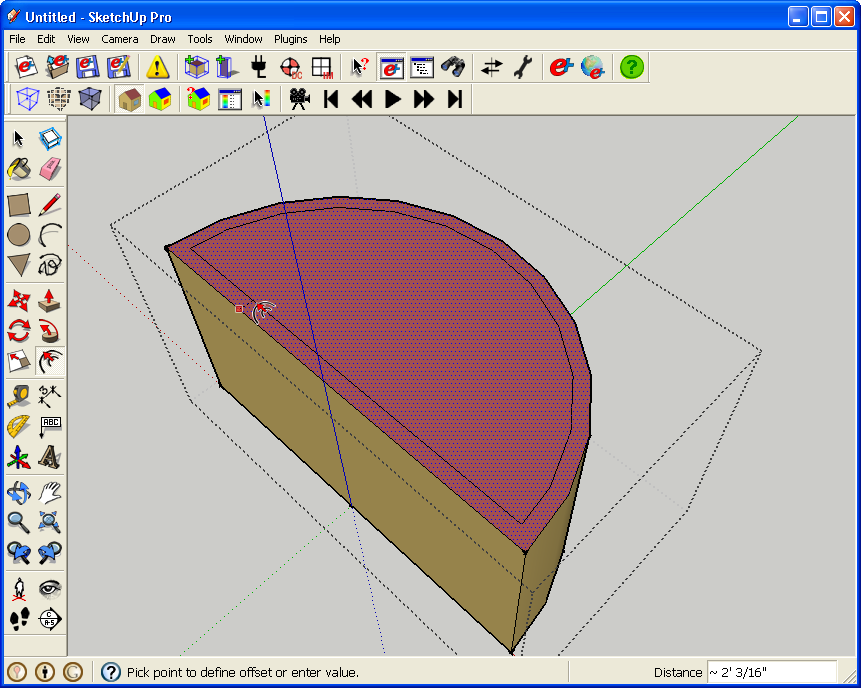 Untitled - SketchUp Pro
File Edit View Camera Draw Tools Window Plugins Help
ABC
Pick point to define offset or enter value.
Distance ~ 2' 3/16"